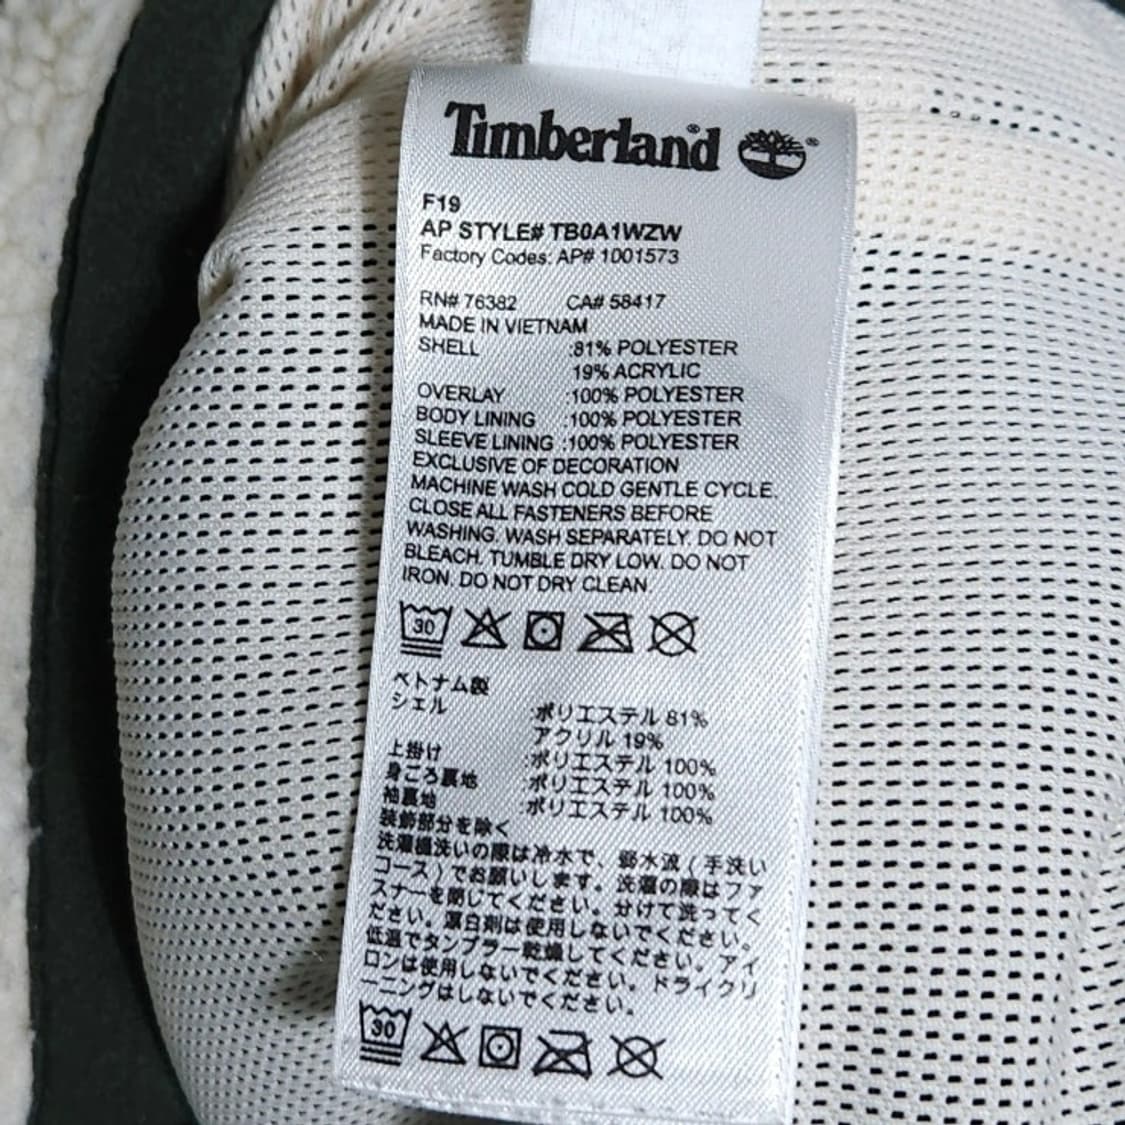 Timberland®
F19
AP STYLE# TB0A1WZW
Factory Codes: AP# 1001573
RN# 76382 CA# 58417
MADE IN VIETNAM
SHELL :81% POLYESTER
19% ACRYLIC
OVERLAY :100% POLYESTER
BODY LINING :100% POLYESTER
SLEEVE LINING :100% POLYESTER
EXCLUSIVE OF DECORATION
MACHINE WASH COLD GENTLE CYCLE.
CLOSE ALL FASTENERS BEFORE
WASHING. WASH SEPARATELY. DO NOT
BLEACH. TUMBLE DRY LOW. DO NOT
IRON. DO NOT DRY CLEAN.
30
ベトナム製
シェル :ポリエステル 81%
アクリル 19%
上掛け :ポリエステル 100%
身ごろ裏地 :ポリエステル 100%
袖裏地 :ポリエステル 100%
装飾部分を除く
洗濯機洗いの際は冷水で、弱水流(手洗い
コース)でお願いします。洗濯の際はファ
スナーを閉じてください。分けて洗ってく
ださい。漂白剤は使用しないでください。
低温でタンブラー乾燥してください。アイ
ロンは使用しないでください。ドライクリ
ーニングはしないでください。
30